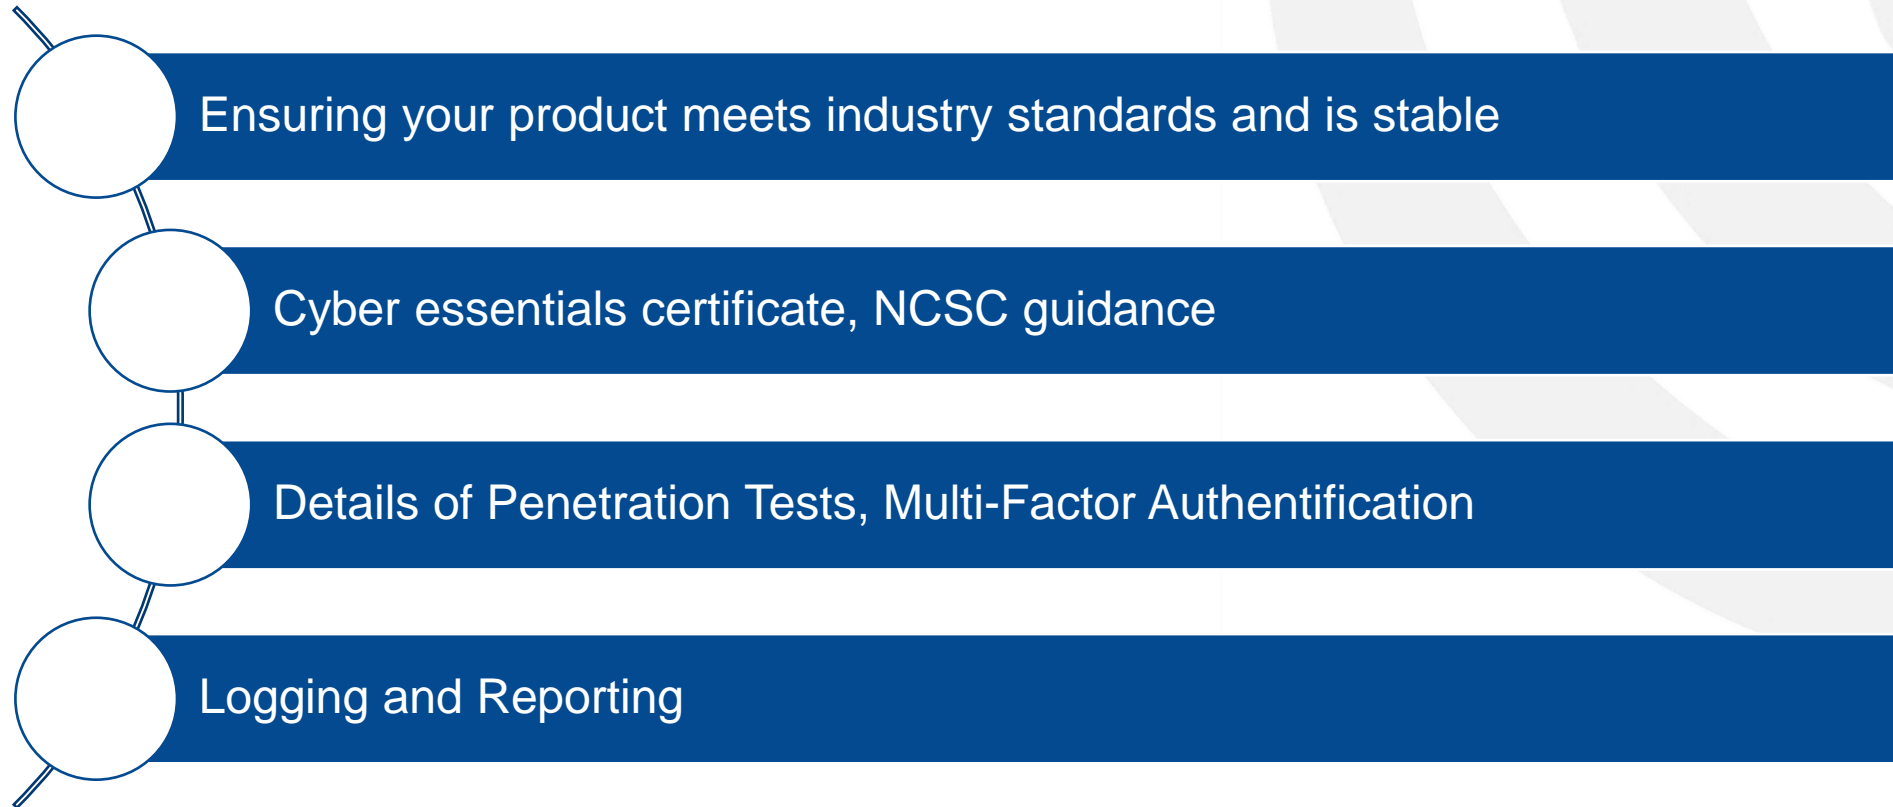 Ensuring your product meets industry standards and is stable
Cyber essentials certificate, NCSC guidance
Details of Penetration Tests, Multi-Factor Authentification
Logging and Reporting